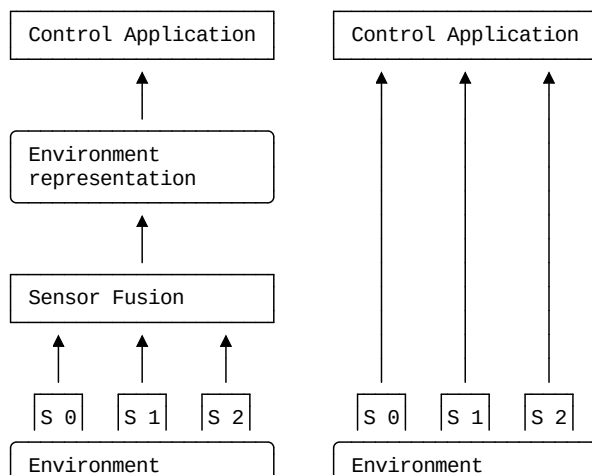 Control Application
Environment
representation
Sensor Fusion
S 0 S 1 S 2
Environment
Control Application
S 0 S 1 S 2
Environment